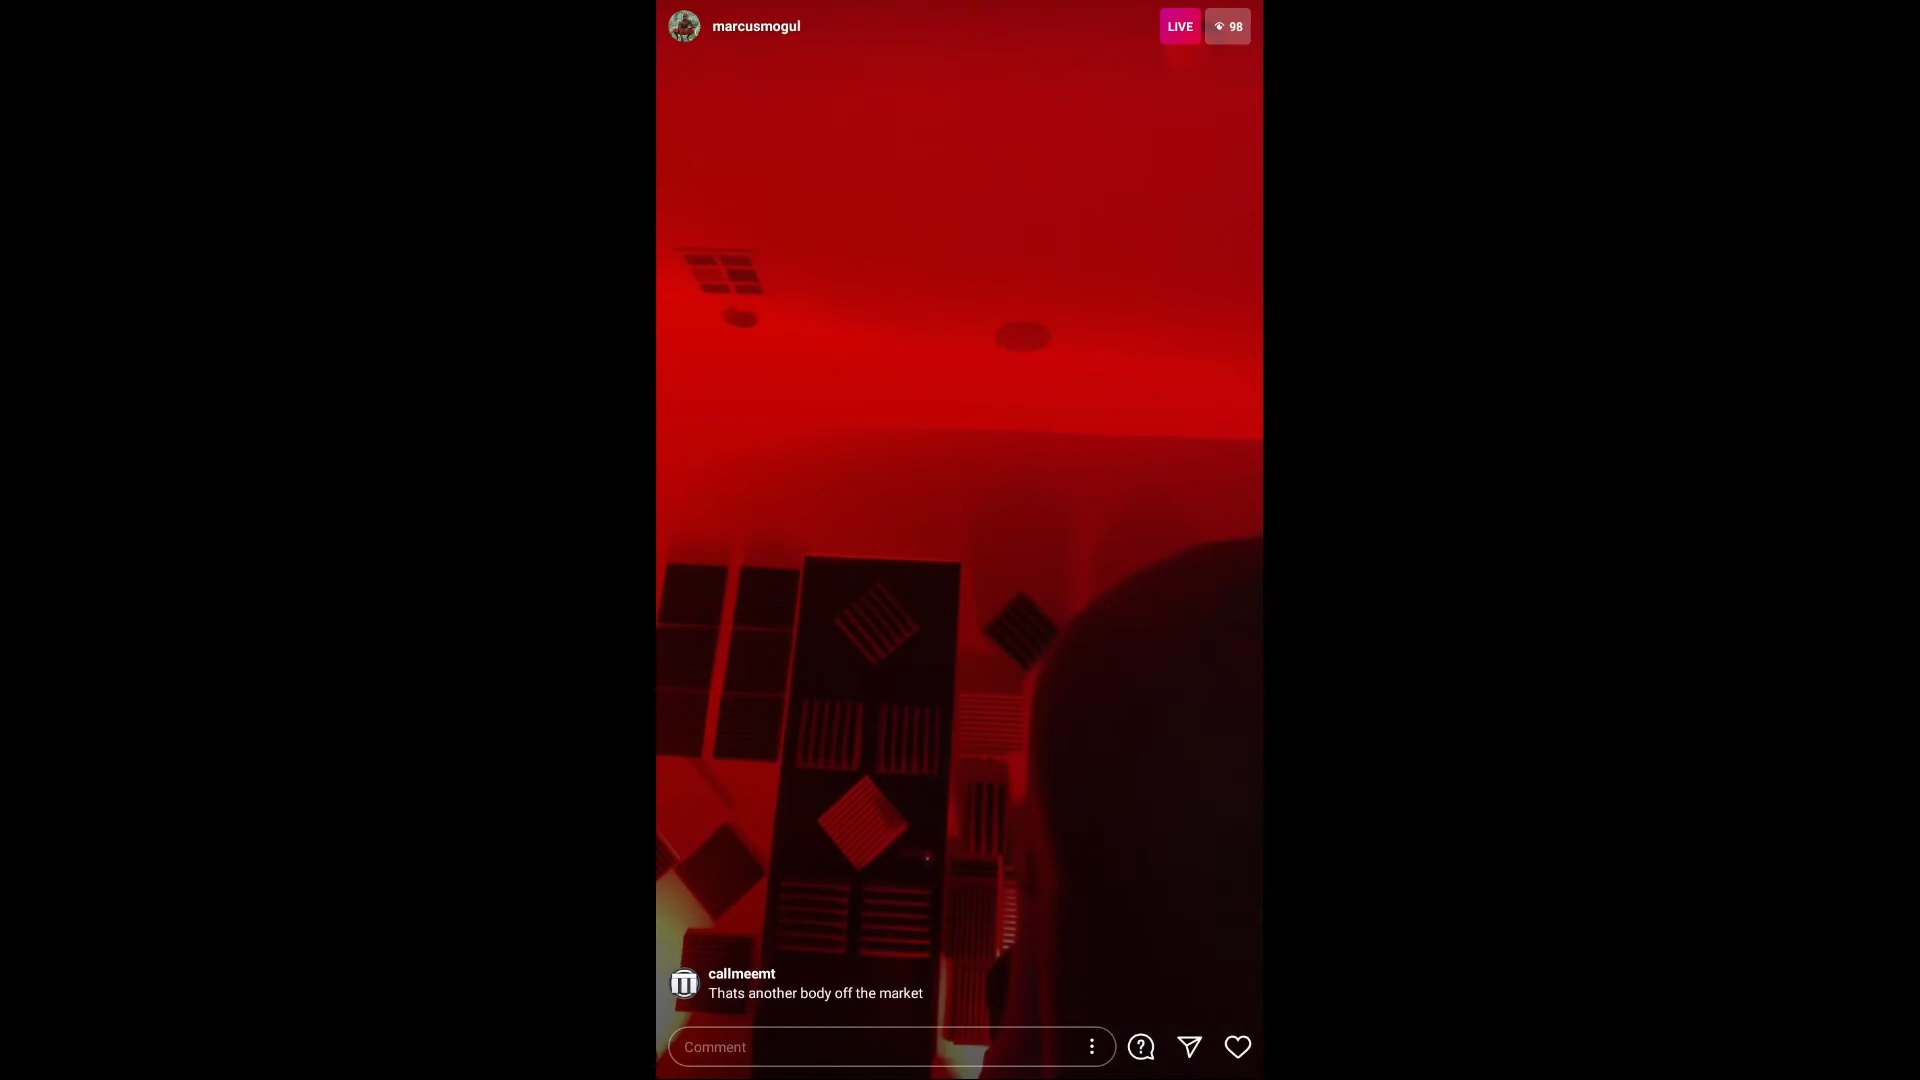 marcusmogul
LIVE
98
callmeemt
Thats another body off the market
Comment